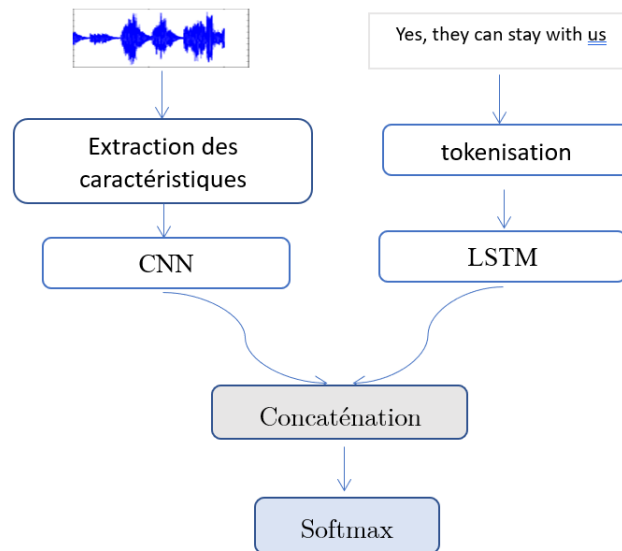 Yes, they can stay with us
Extraction des
caractéristiques
tokenisation
CNN
LSTM
Concaténation
Softmax